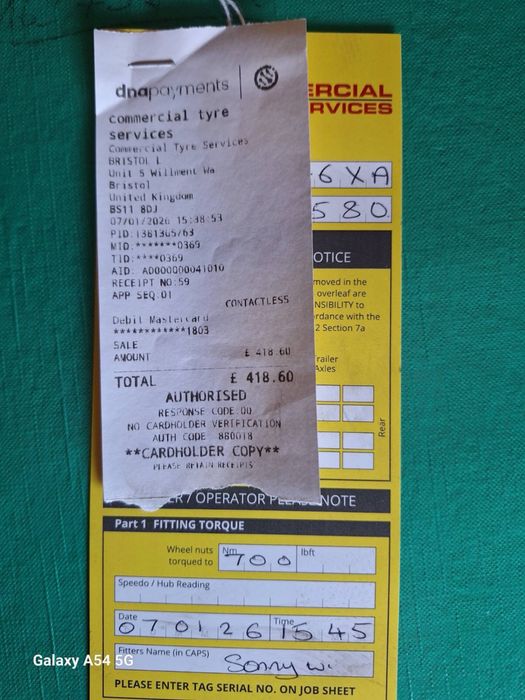 dnapayments
commercial tyre
services
Commercial Tyre Services
BRISTOL L
Unit 5 Willment Wa
Bristol
United Kingdom
BS11 8DJ
07/01/2026 15:38:53
PID:1361365763
MID:*******0369
TID:****0369
AID: A0000000041010
RECEIPT NO:59
APP SEQ.01
CONTACTLESS
Debit Mastercard
************1803
SALE
AMOUNT £ 418.60
TOTAL £ 418.60
AUTHORISED
RESPONSE CODE:00
NO CARDHOLDER VERIFICATION
AUTH CODE 880018
**CARDHOLDER COPY**
PLEASE RETAIN RECEIPTS
ERCIAL
RVICES
6XA
580
OTICE
moved in the
overleaf are
NSIBILITY to
rdance with the
2 Section 7a
railer
Axles
Rear
ER / OPERATOR PLEASE NOTE
Part 1 FITTING TORQUE
Wheel nuts
torqued to
Nm 700 lbft
Speedo / Hub Reading
Date 070126 Time 1545
Fitters Name (in CAPS)
PLEASE ENTER TAG SERIAL NO. ON JOB SHEET
Galaxy A54 5G